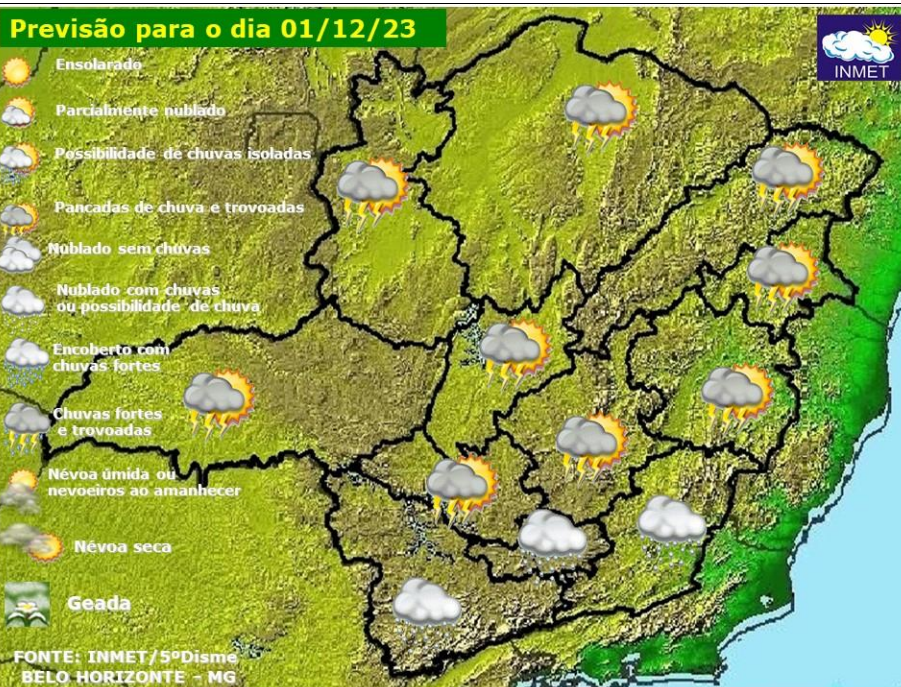 Previsão para o dia 01/12/23
INMET
Ensolarado
Parcialmente nublado
Possibilidade de chuvas isoladas
Pancadas de chuva e trovoadas
Nublado sem chuvas
Nublado com chuvas
ou possibilidade de chuva
Encoberto com
chuvas fortes
Chuvas fortes
e trovoadas
Névoa úmida ou
nevoeiros ao amanhecer
Névoa seca
Geada
FONTE: INMET/5ºDisme
BELO HORIZONTE - MG